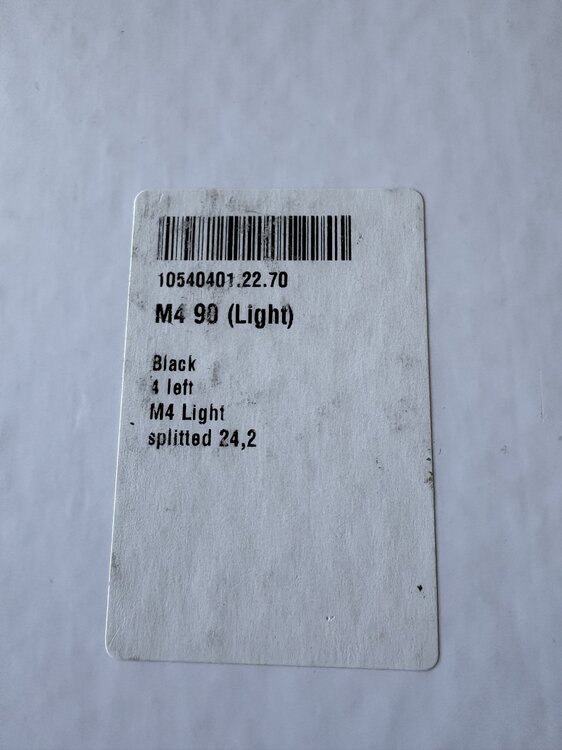 10540401.22.70
M4 90 (Light)
Black
4 left
M4 Light
splitted 24,2